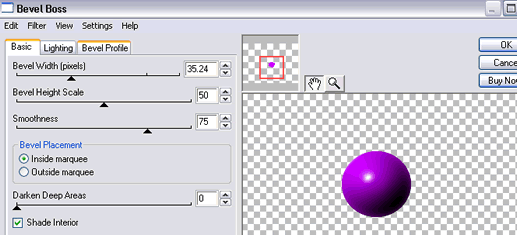 Bevel Boss
Edit Filter View Settings Help
Basic Lighting Bevel Profile
Bevel Width (pixels) 35.24
Bevel Height Scale 50
Smoothness 75
Bevel Placement
Inside marquee
Outside marquee
Darken Deep Areas 0
Shade Interior
OK
Cance
Buy Now